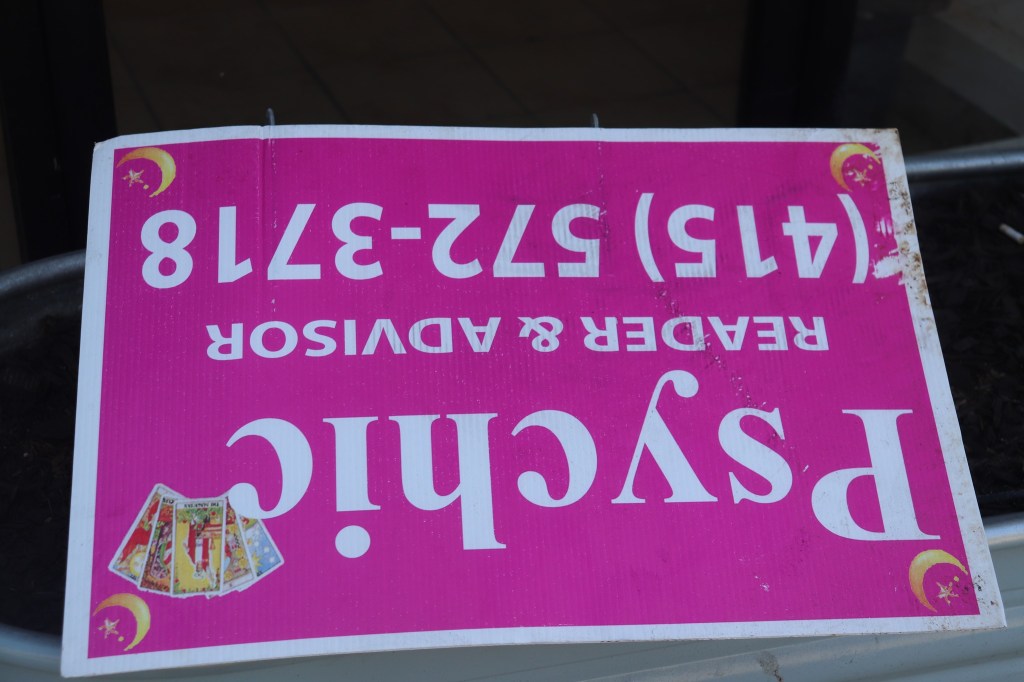 Psychic
READER & ADVISOR
(415) 572-3718